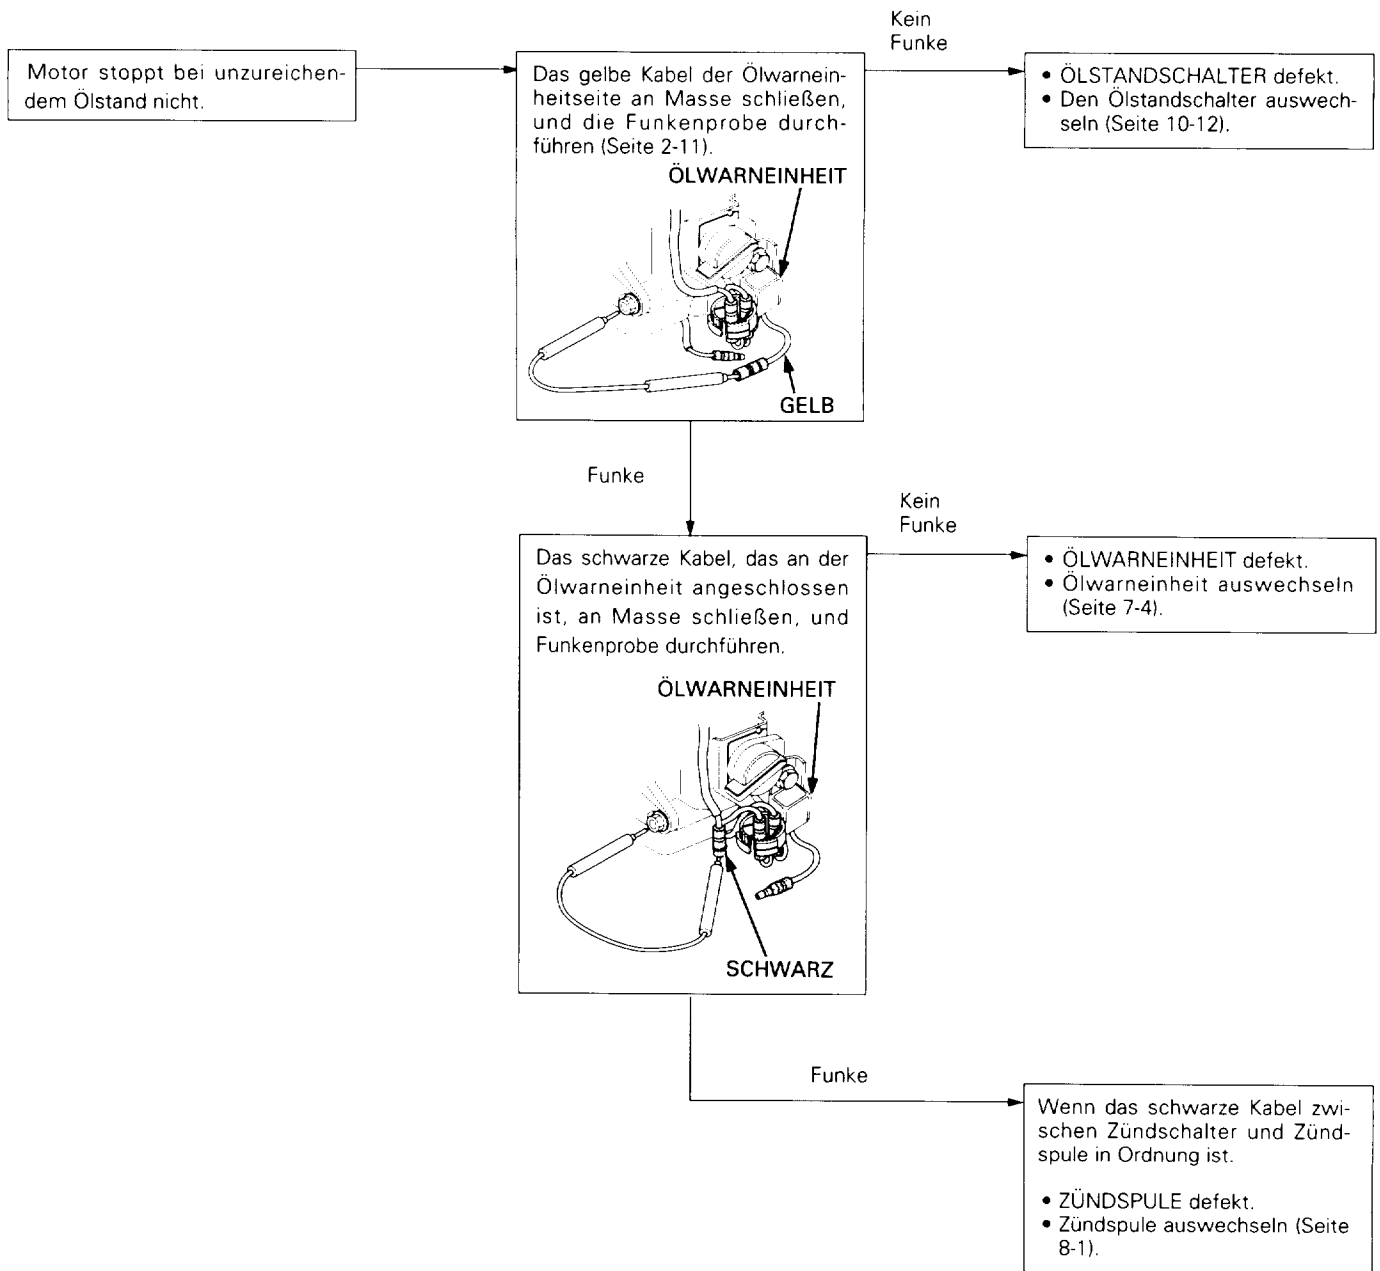 Motor stoppt bei unzureichen-
dem Ölstand nicht.
Das gelbe Kabel der Ölwarnein-
heitseite an Masse schließen,
und die Funkenprobe durch-
führen (Seite 2-11).
ÖLWARNEINHEIT
GELB
Kein
Funke
• ÖLSTANDSCHALTER defekt.
• Den Ölstandschalter auswech-
seln (Seite 10-12).
Funke
Das schwarze Kabel, das an der
Ölwarneinheit angeschlossen
ist, an Masse schließen, und
Funkenprobe durchführen.
ÖLWARNEINHEIT
SCHWARZ
Kein
Funke
• ÖLWARNEINHEIT defekt.
• Ölwarneinheit auswechseln
(Seite 7-4).
Funke
Wenn das schwarze Kabel zwi-
schen Zündschalter und Zünd-
spule in Ordnung ist.
• ZÜNDSPULE defekt.
• Zündspule auswechseln (Seite
8-1).